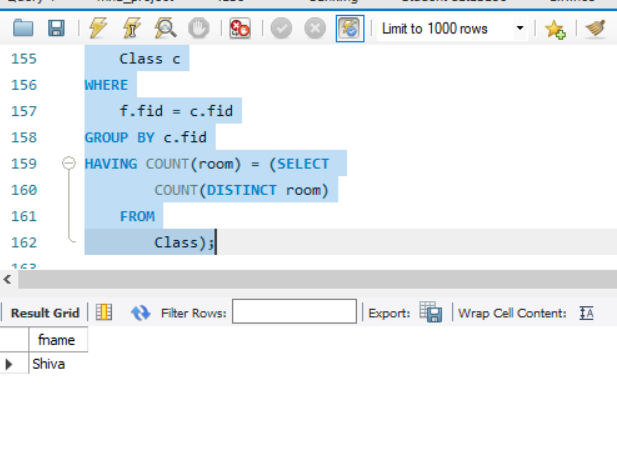 Limit to 1000 rows
155 Class c
156 WHERE
157 f.fid = c.fid
158 GROUP BY c.fid
159 HAVING COUNT(room) = (SELECT
160 COUNT(DISTINCT room)
161 FROM
162 Class);
Result Grid Filter Rows: Export: Wrap Cell Content:
fname
Shiva